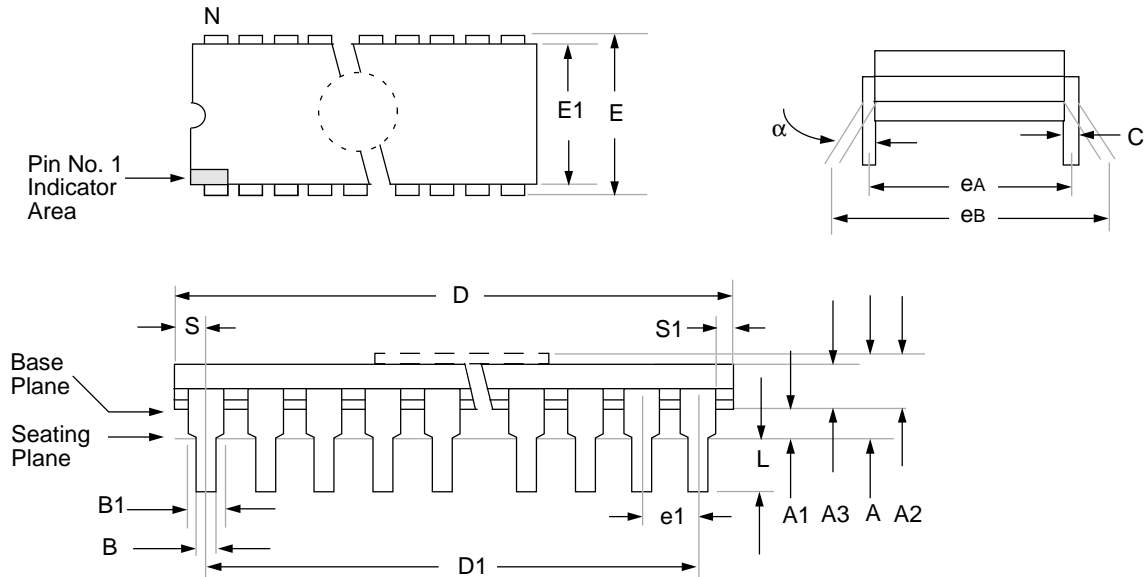 N
E1
E
Pin No. 1
Indicator
Area
α
C
eA
eB
D
S
S1
Base
Plane
Seating
Plane
L
B1
e1
A1
A3
A
A2
B
D1